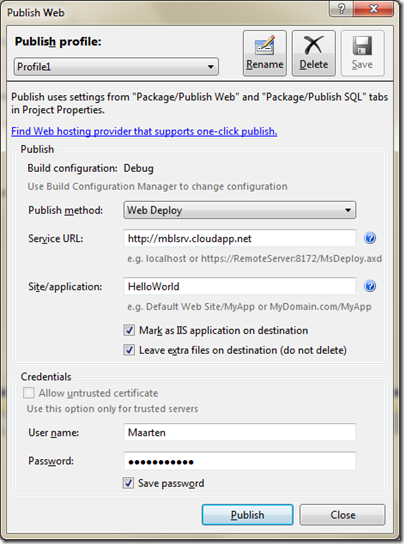 Publish Web
Publish profile:
Profile1
Rename
Delete
Save
Publish uses settings from "Package/Publish Web" and "Package/Publish SQL" tabs
in Project Properties.
Find Web hosting provider that supports one-click publish.
Publish
Build configuration: Debug
Use Build Configuration Manager to change configuration
Publish method: Web Deploy
Service URL: http://mblsrv.cloudapp.net
e.g. localhost or https://RemoteServer:8172/MsDeploy.axd
Site/application: HelloWorld
e.g. Default Web Site/MyApp or MyDomain.com/MyApp
Mark as IIS application on destination
Leave extra files on destination (do not delete)
Credentials
Allow untrusted certificate
Use this option only for trusted servers
User name: Maarten
Password: ●●●●●●●●●●●
Save password
Publish
Close